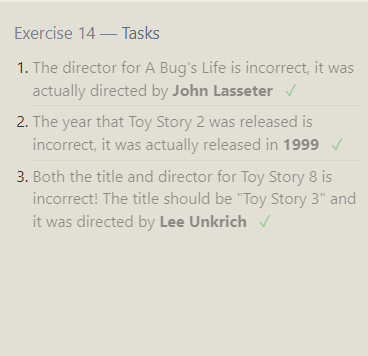 Exercise 14 — Tasks
1. The director for A Bug's Life is incorrect, it was
actually directed by John Lasseter ✓
2. The year that Toy Story 2 was released is
incorrect, it was actually released in 1999 ✓
3. Both the title and director for Toy Story 8 is
incorrect! The title should be "Toy Story 3" and
it was directed by Lee Unkrich ✓